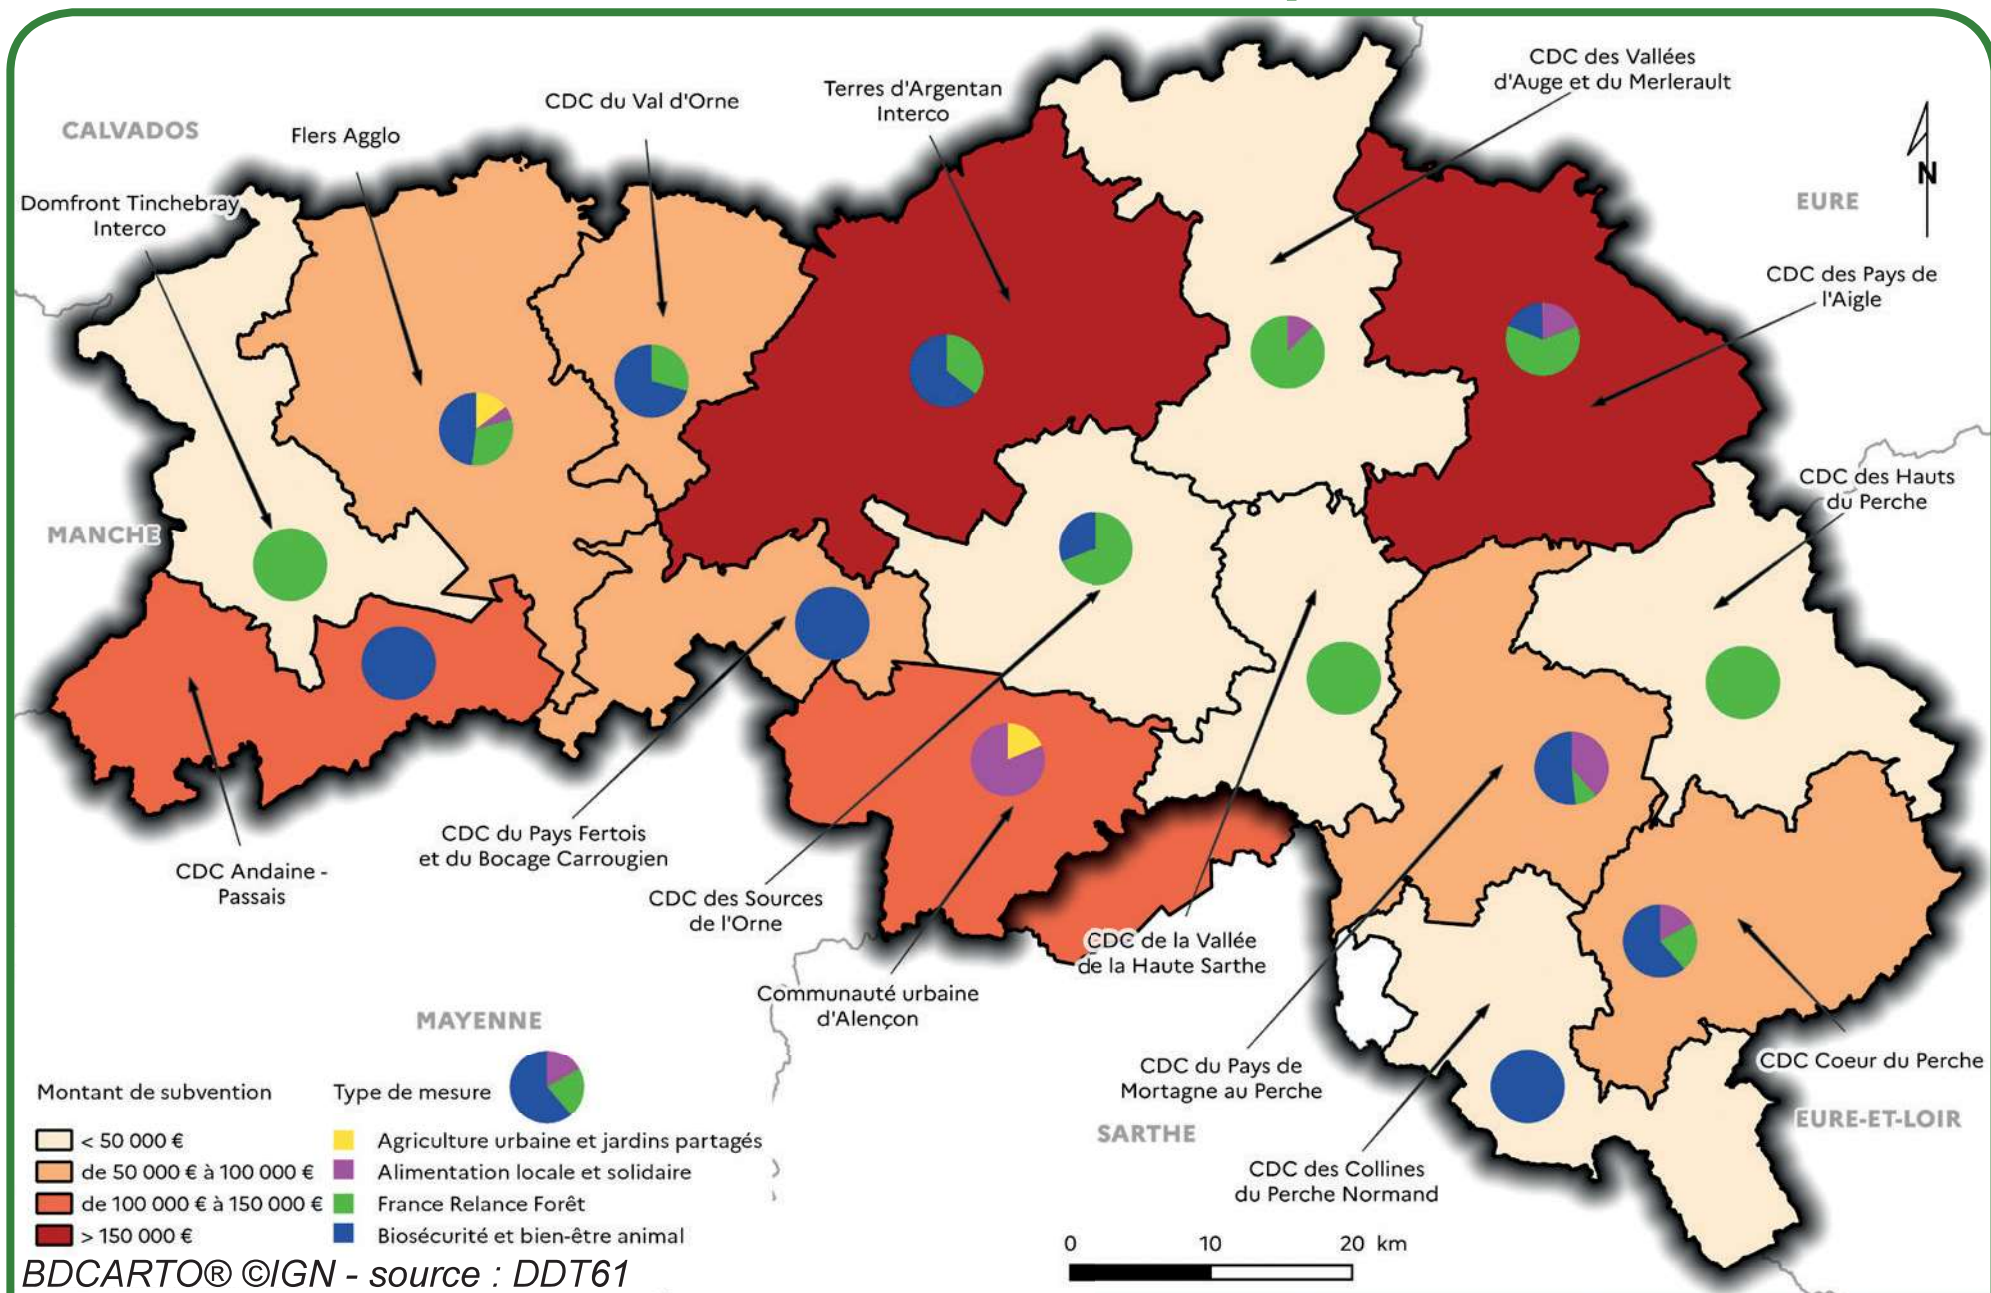 CDC des Vallées
d'Auge et du Merlerault
Terres d'Argentan
Interco
CDC du Val d'Orne
Flers Agglo
CALVADOS
Domfront Tinchebray
Interco
N
EURE
CDC des Pays de
l'Aigle
CDC des Hauts
du Perche
MANCHE
CDC du Pays Fertois
et du Bocage Carrougien
CDC Andaine -
Passais
CDC des Sources
de l'Orne
CDC de la Vallée
de la Haute Sarthe
Communauté urbaine
d'Alençon
MAYENNE
CDC du Pays de
Mortagne au Perche
CDC Coeur du Perche
EURE-ET-LOIR
SARTHE
CDC des Collines
du Perche Normand
Montant de subvention
< 50 000 €
de 50 000 € à 100 000 €
de 100 000 € à 150 000 €
> 150 000 €
Type de mesure
Agriculture urbaine et jardins partagés
Alimentation locale et solidaire
France Relance Forêt
Biosécurité et bien-être animal
0 10 20 km
BDCARTO® ©IGN - source : DDT61